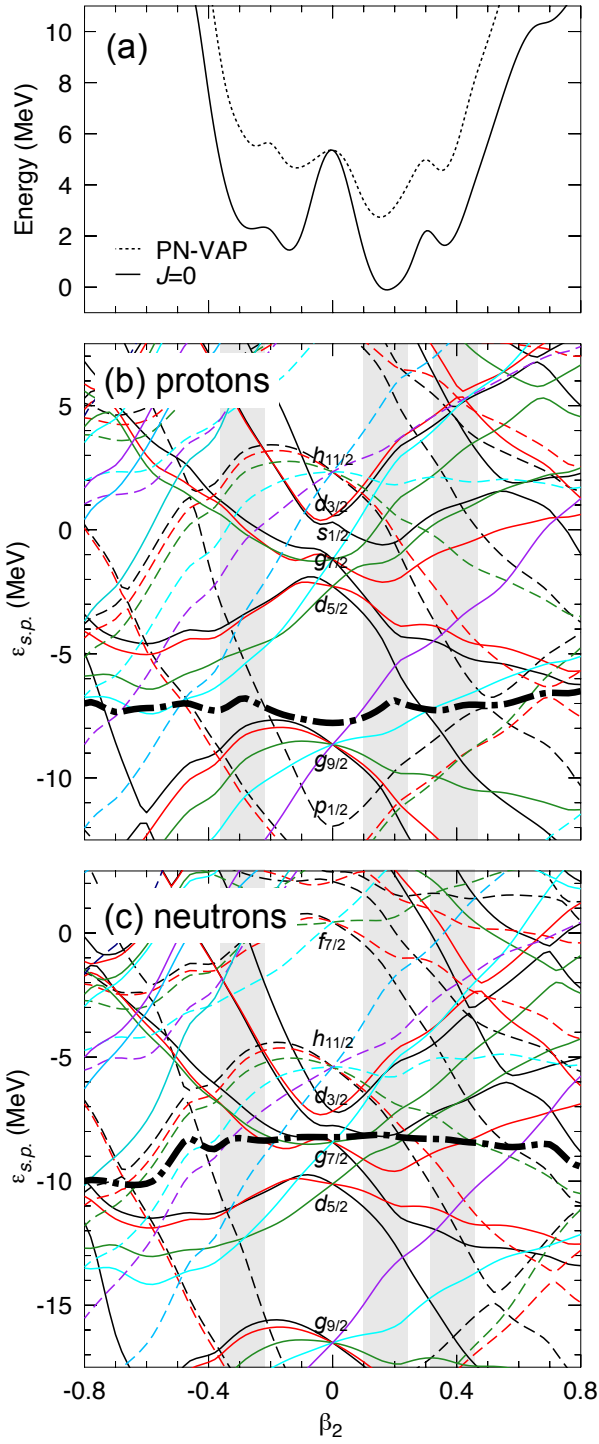 (a)
10
8
6
4
2
0
Energy (MeV)
PN-VAP
J=0
(b) protons
5
0
-5
-10
εs.p. (MeV)
h11/2
d3/2
s1/2
g7/2
d5/2
g9/2
p1/2
(c) neutrons
0
-5
-10
-15
εs.p. (MeV)
f7/2
h11/2
d3/2
g7/2
d5/2
g9/2
-0.8 -0.4 0 0.4 0.8
β2